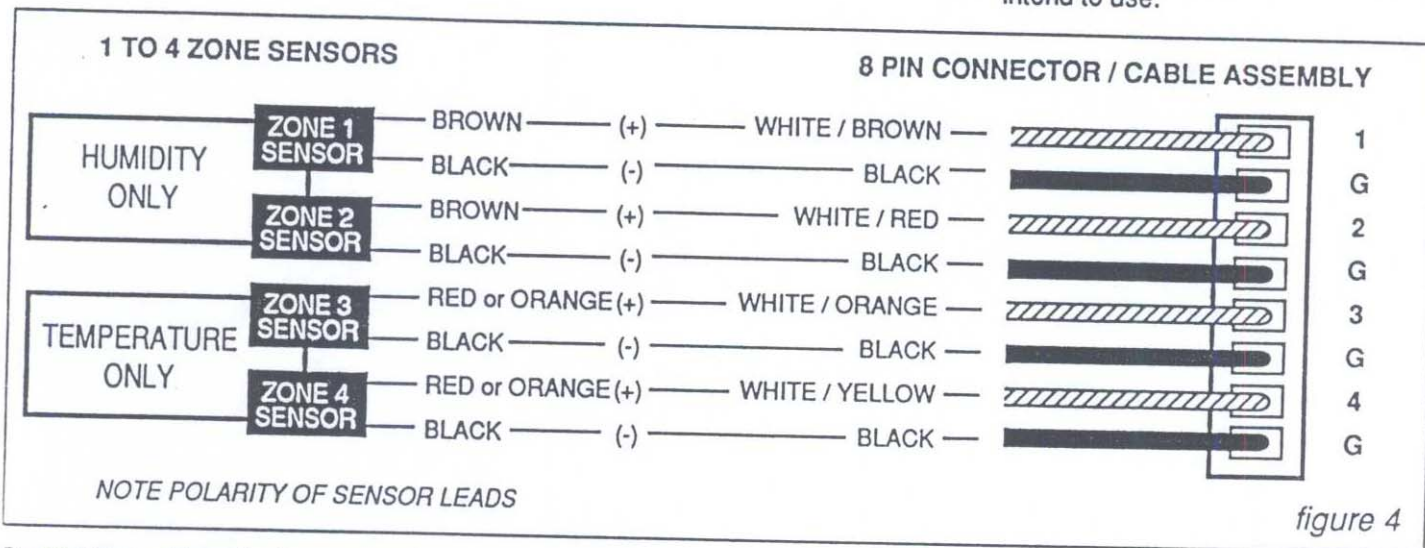 intend to use.
1 TO 4 ZONE SENSORS
8 PIN CONNECTOR / CABLE ASSEMBLY
HUMIDITY
ONLY
ZONE 1
SENSOR
BROWN (+) WHITE / BROWN 1
BLACK (-) BLACK G
ZONE 2
SENSOR
BROWN (+) WHITE / RED 2
BLACK (-) BLACK G
TEMPERATURE
ONLY
ZONE 3
SENSOR
RED or ORANGE (+) WHITE / ORANGE 3
BLACK (-) BLACK G
ZONE 4
SENSOR
RED or ORANGE (+) WHITE / YELLOW 4
BLACK (-) BLACK G
NOTE POLARITY OF SENSOR LEADS
figure 4